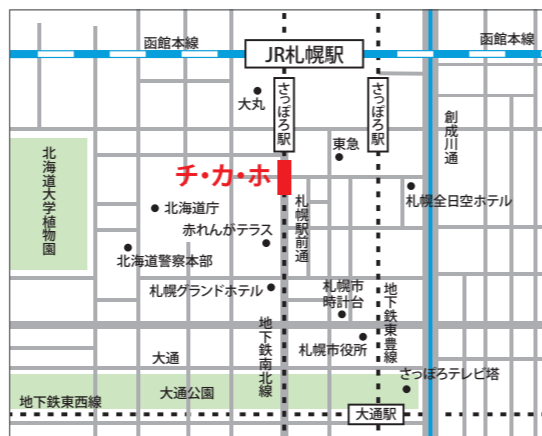 函館本線
JR札幌駅
函館本線
さっぽろ駅
さっぽろ駅
大丸
創成川通
東急
北海道大学植物園
チ・カ・ホ
札幌全日空ホテル
北海道庁
札幌駅前通
赤れんがテラス
北海道警察本部
札幌グランドホテル
札幌市
時計台
地下鉄東豊線
地下鉄南北線
札幌市役所
大通
さっぽろテレビ塔
大通公園
地下鉄東西線
大通駅